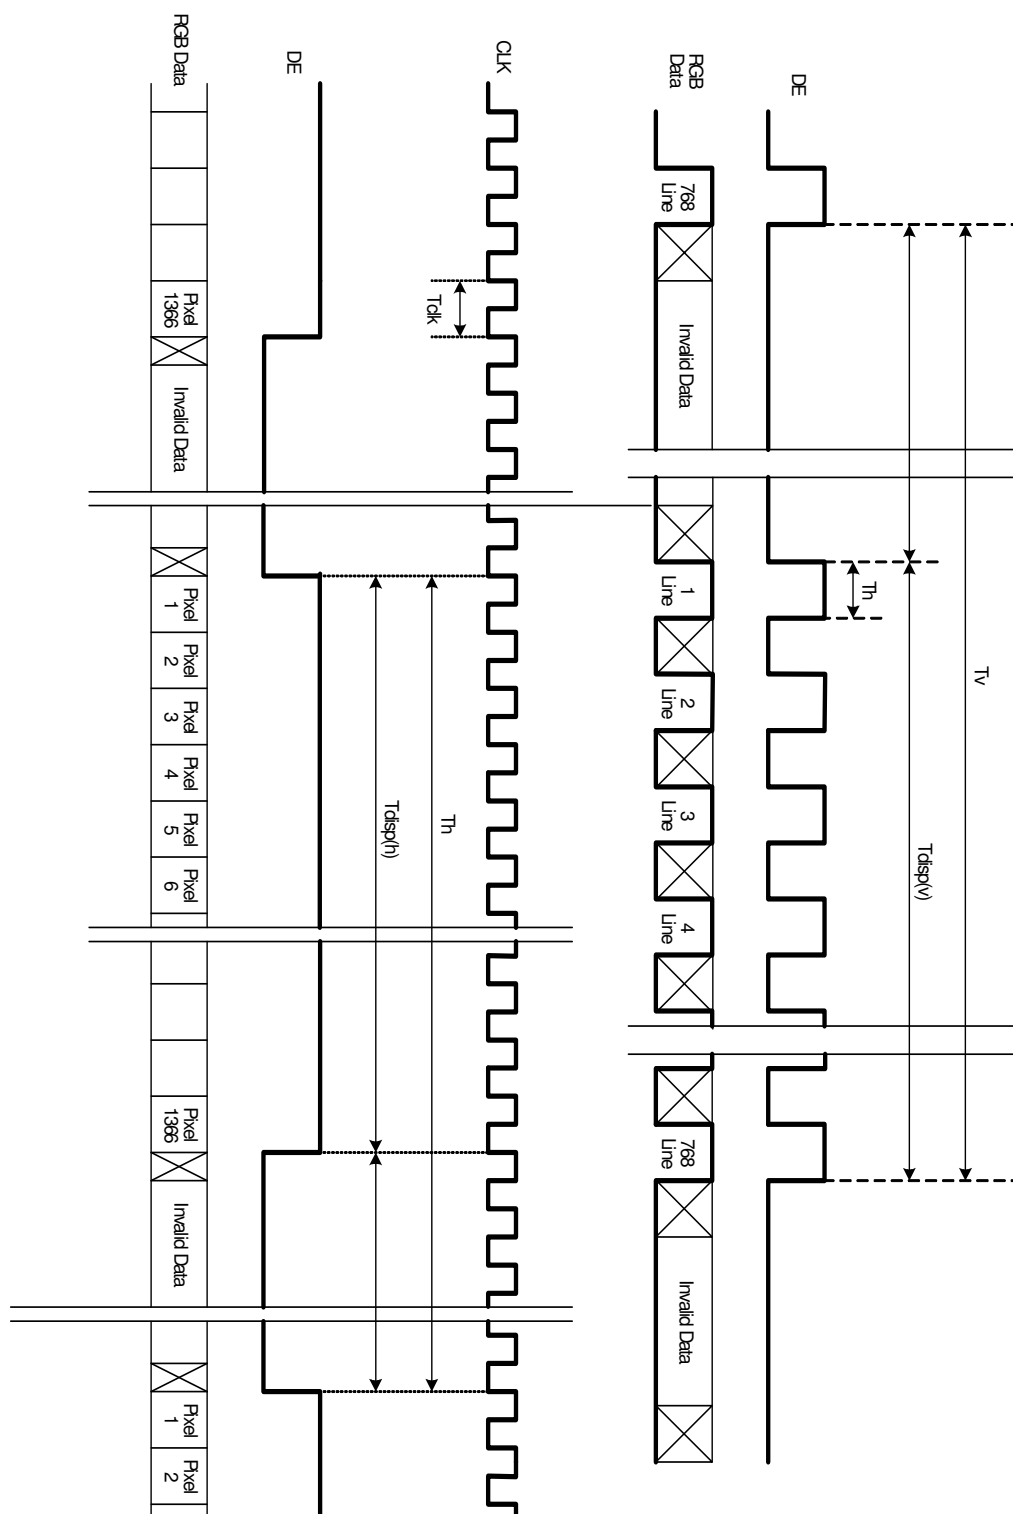 Tv
Tdisp(v)
Th
DE
RGB
Data
768
Line
Invalid Data
1
Line
2
Line
3
Line
4
Line
768
Line
Invalid Data
CLK
Tclk
Th
Tdisp(h)
DE
RGB Data
Pixel
1366
Invalid Data
Pixel
1
Pixel
2
Pixel
3
Pixel
4
Pixel
5
Pixel
6
Pixel
1366
Invalid Data
Pixel
1
Pixel
2